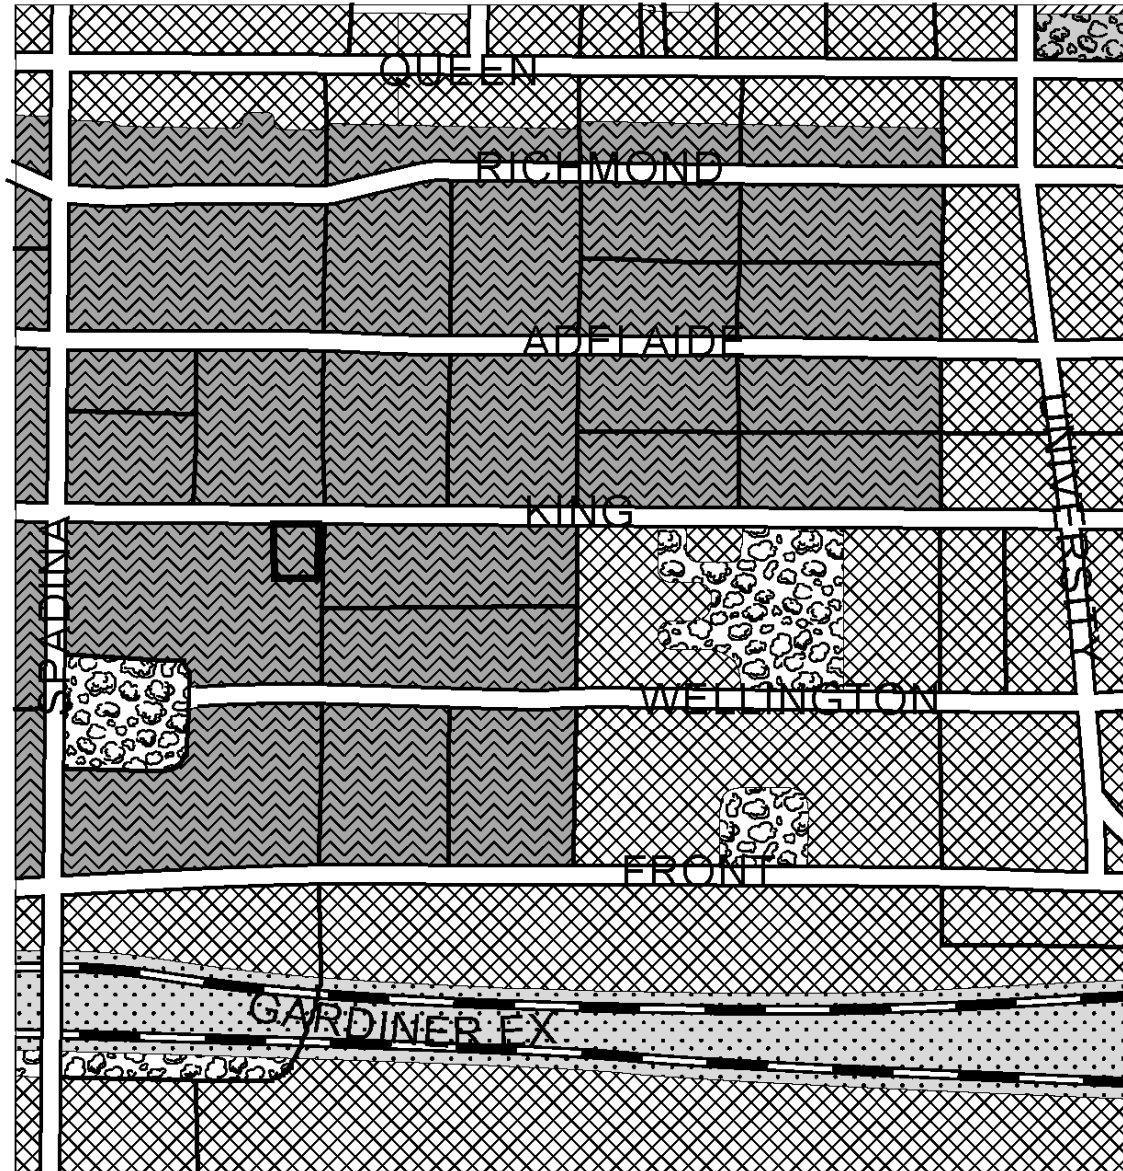 QUEEN
RICHMOND
ADELAIDE
UNIVERSITY
KING
SPADINA
WELLINGTON
FRONT
GARDINER EX